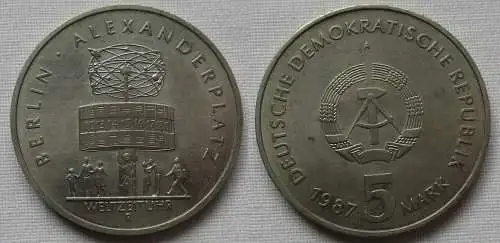 BERLIN · ALEXANDERPLATZ
WELTZEITUHR
DEUTSCHE DEMOKRATISCHE REPUBLIK
A
1987 5 MARK